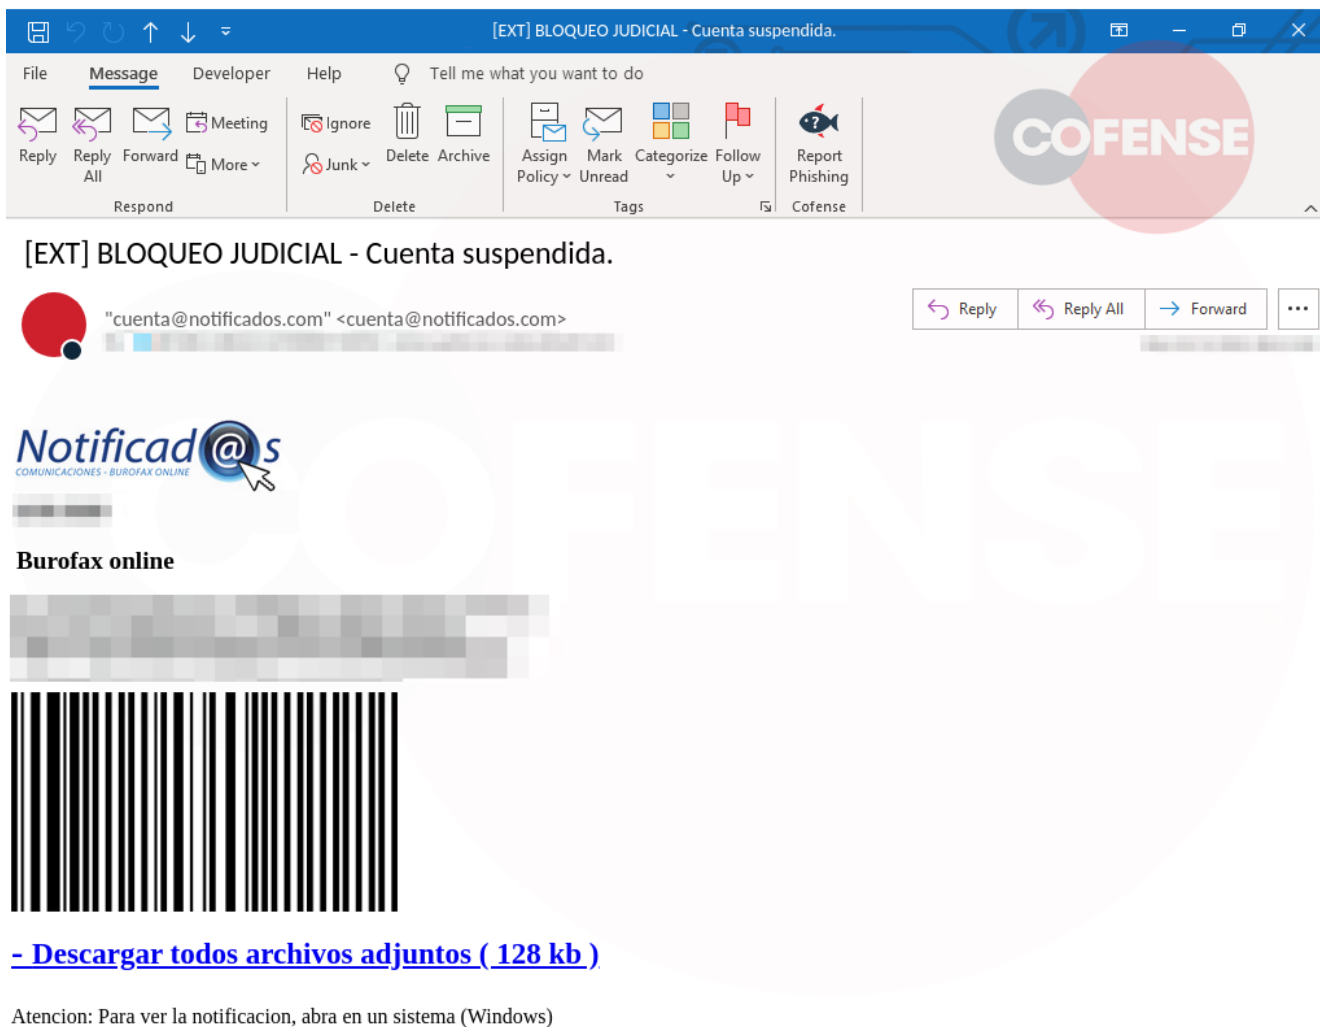 [EXT] BLOQUEO JUDICIAL - Cuenta suspendida.
File Message Developer Help Tell me what you want to do
Reply
Reply All
Forward
Meeting
More
Ignore
Junk
Delete
Archive
Assign Policy
Mark Unread
Categorize
Follow Up
Report Phishing
Respond Delete Tags Cofense
COFENSE
[EXT] BLOQUEO JUDICIAL - Cuenta suspendida.
"cuenta@notificados.com" <cuenta@notificados.com>
Reply Reply All Forward
Notificad@s
COMUNICACIONES - BUROFAX ONLINE
COFENSE
Burofax online
- Descargar todos archivos adjuntos ( 128 kb )
Atencion: Para ver la notificacion, abra en un sistema (Windows)